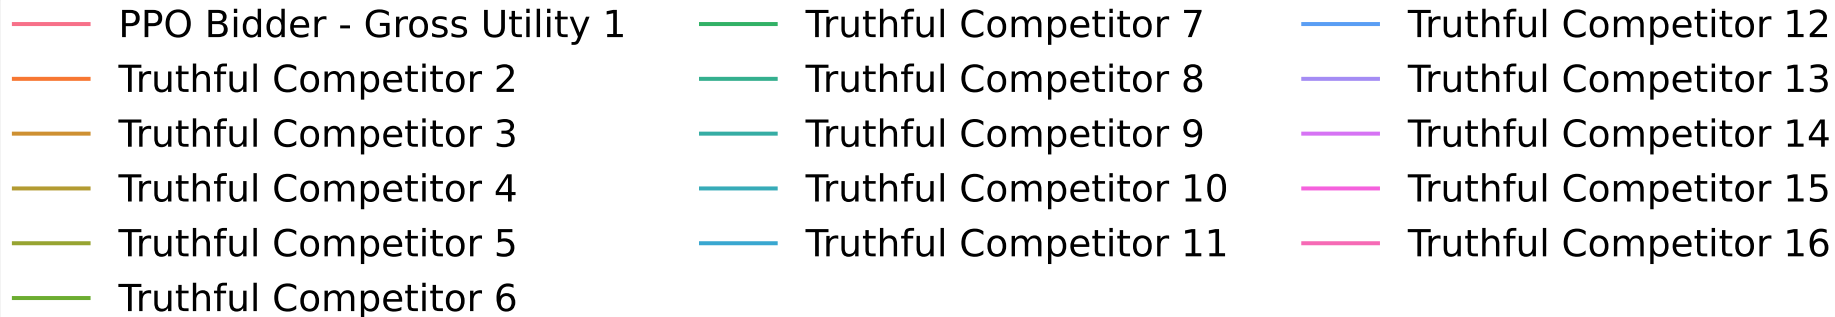 PPO Bidder - Gross Utility 1
Truthful Competitor 2
Truthful Competitor 3
Truthful Competitor 4
Truthful Competitor 5
Truthful Competitor 6
Truthful Competitor 7
Truthful Competitor 8
Truthful Competitor 9
Truthful Competitor 10
Truthful Competitor 11
Truthful Competitor 12
Truthful Competitor 13
Truthful Competitor 14
Truthful Competitor 15
Truthful Competitor 16